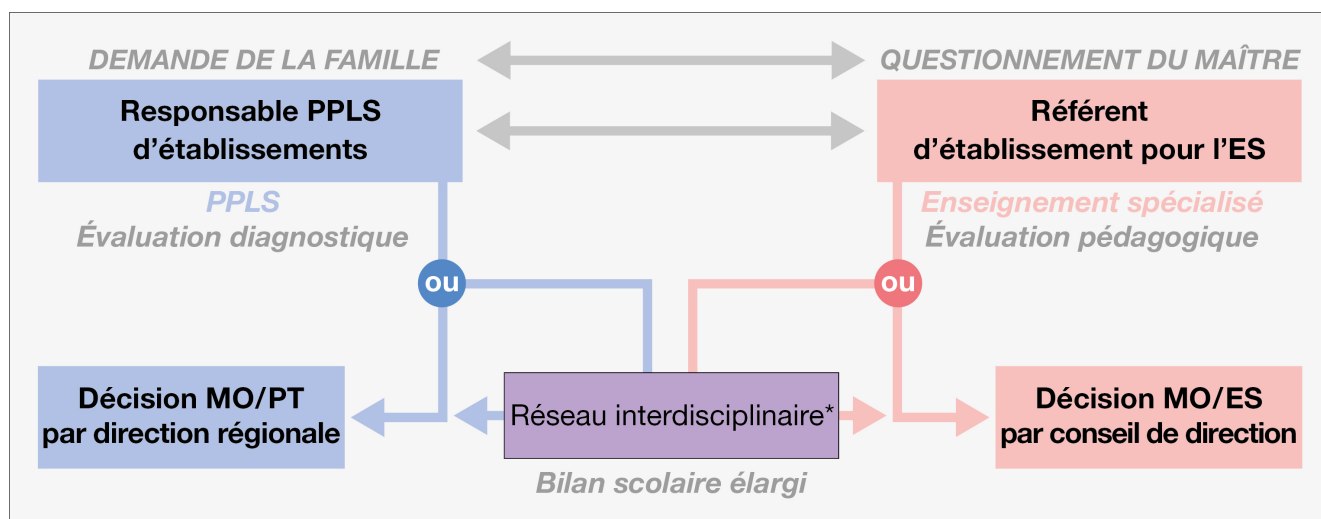 DEMANDE DE LA FAMILLE
QUESTIONNEMENT DU MAÎTRE
Responsable PPLS
d’établissements
Référent
d’établissement pour l’ES
PPLS
Évaluation diagnostique
Enseignement spécialisé
Évaluation pédagogique
ou
ou
Décision MO/PT
par direction régionale
Réseau interdisciplinaire*
Décision MO/ES
par conseil de direction
Bilan scolaire élargi